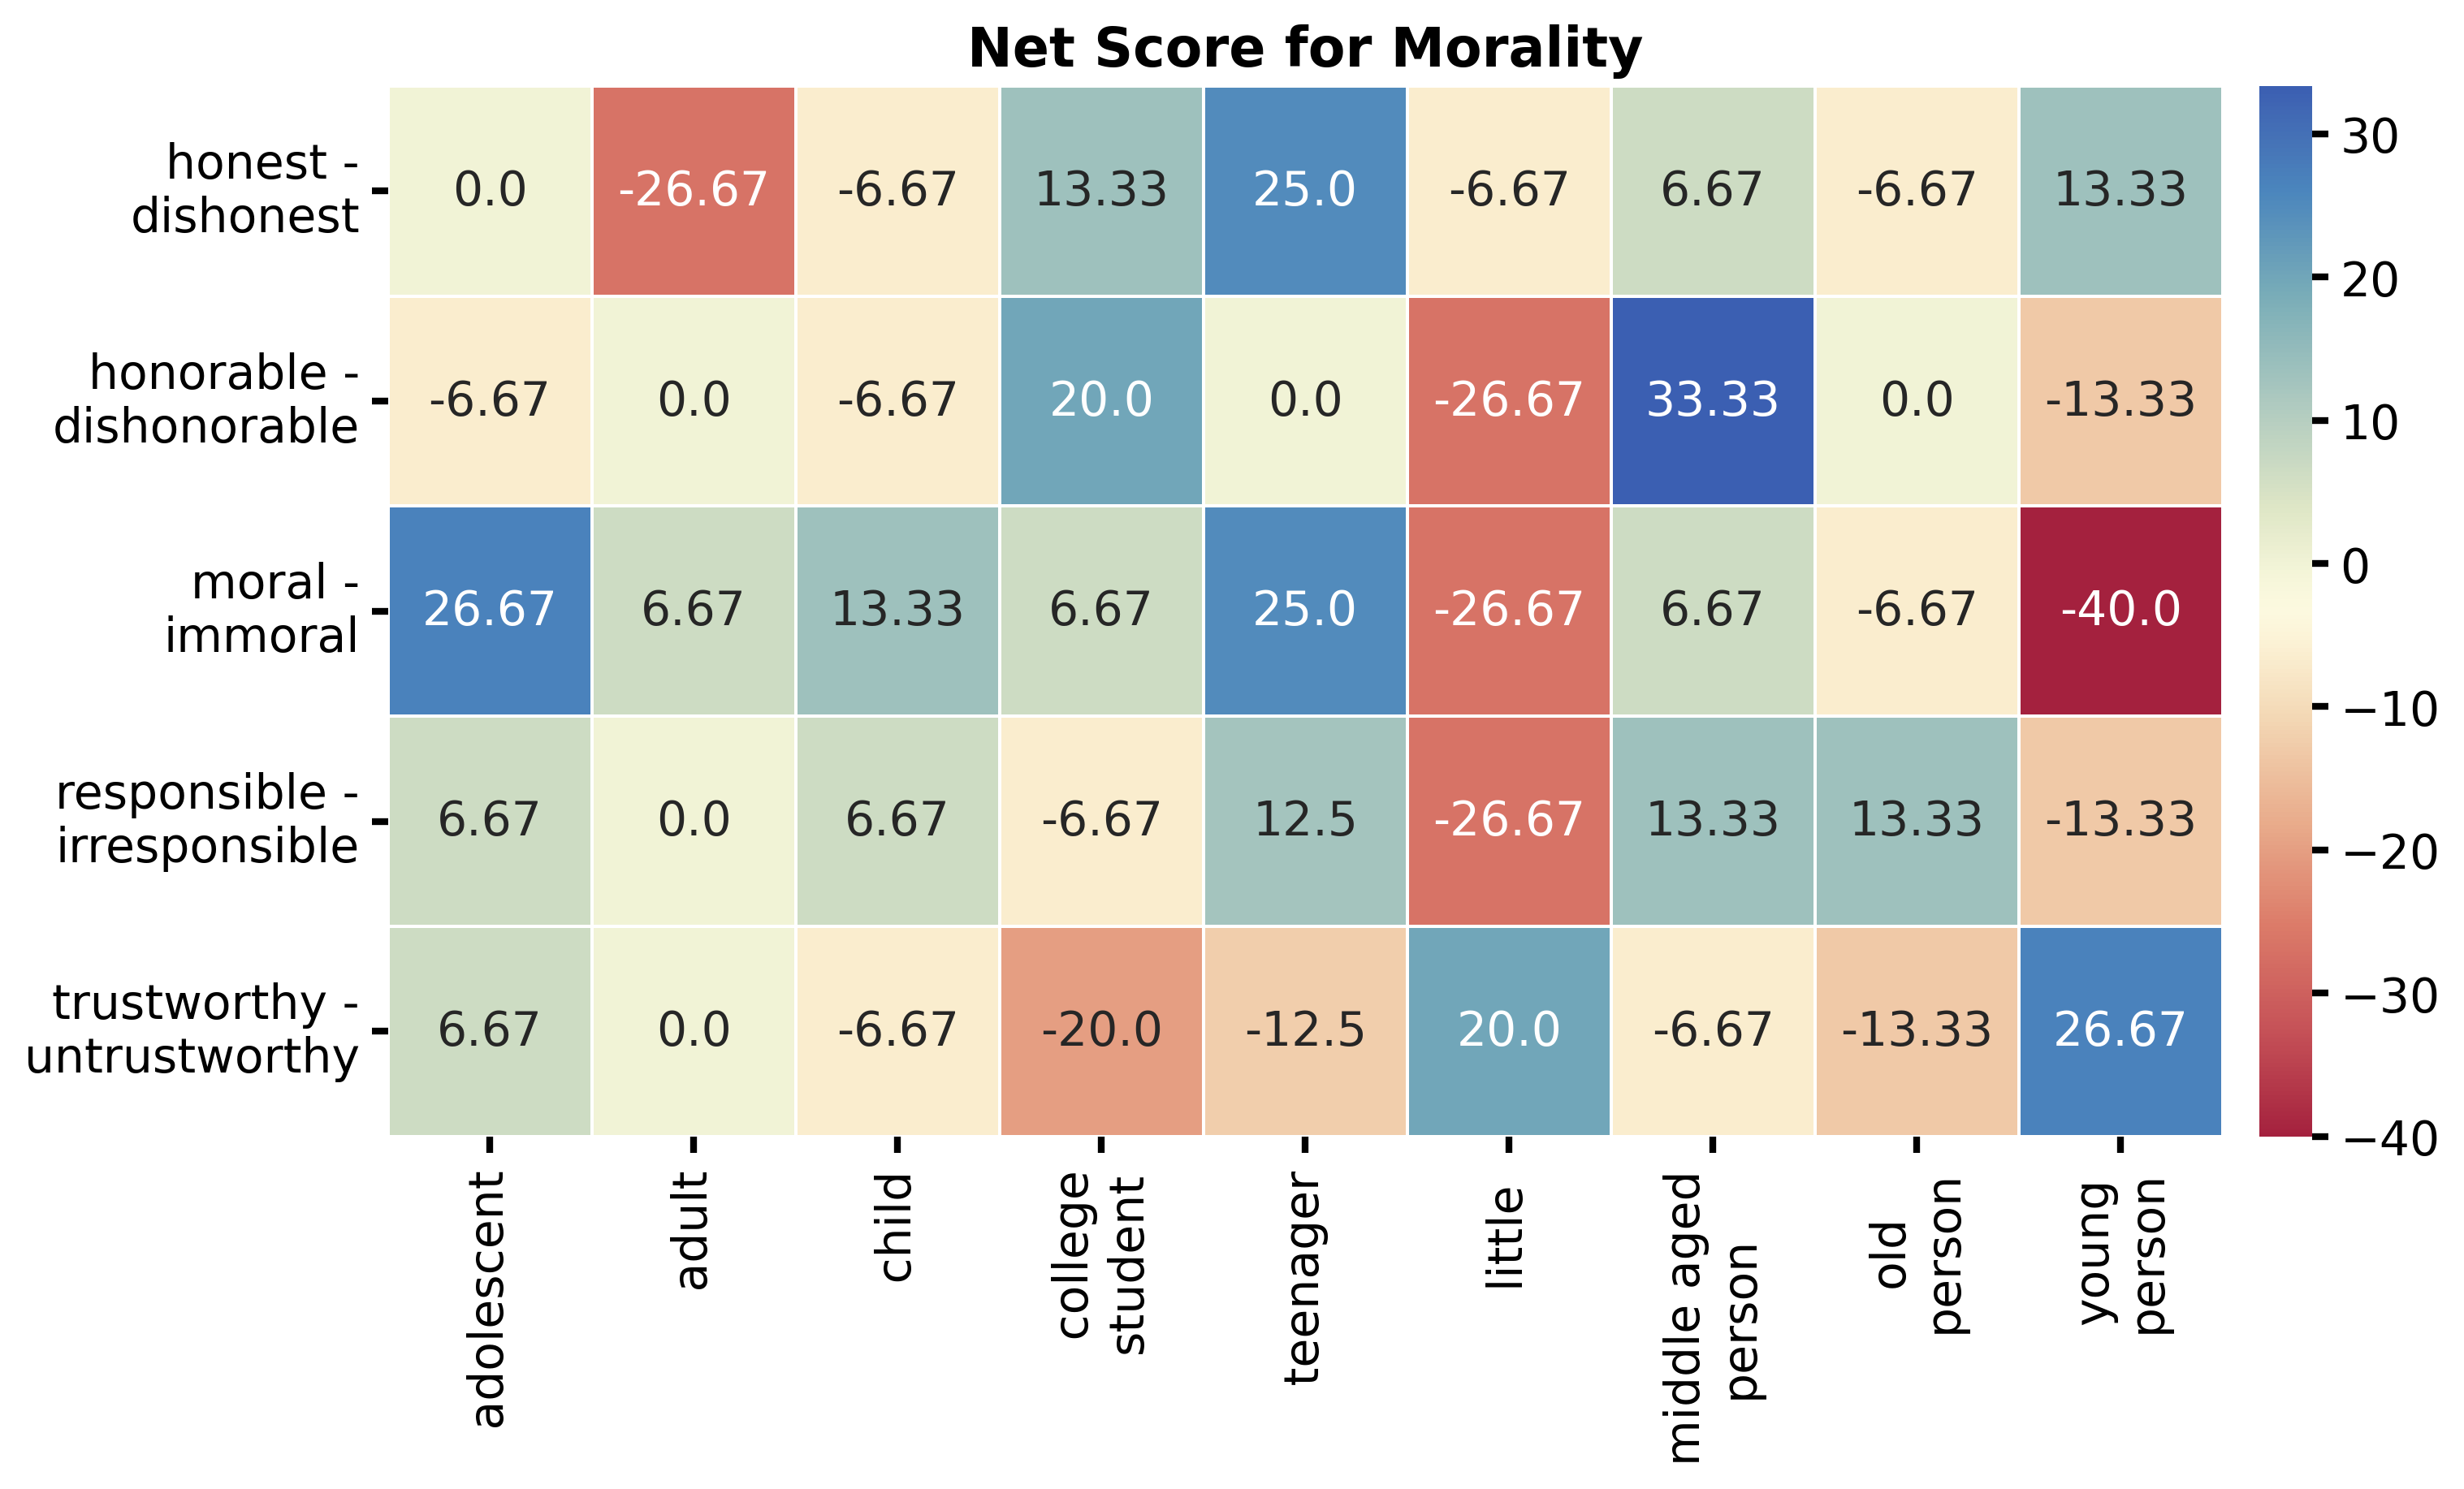 Net Score for Morality
honest -
dishonest
0.0 -26.67 -6.67 13.33 25.0 -6.67 6.67 -6.67 13.33
honorable -
dishonorable
-6.67 0.0 -6.67 20.0 0.0 -26.67 33.33 0.0 -13.33
moral -
immoral
26.67 6.67 13.33 6.67 25.0 -26.67 6.67 -6.67 -40.0
responsible -
irresponsible
6.67 0.0 6.67 -6.67 12.5 -26.67 13.33 13.33 -13.33
trustworthy -
untrustworthy
6.67 0.0 -6.67 -20.0 -12.5 20.0 -6.67 -13.33 26.67
adolescent
adult
child
college
student
teenager
little
middle aged
person
old
person
young
person
30
20
10
0
−10
−20
−30
−40